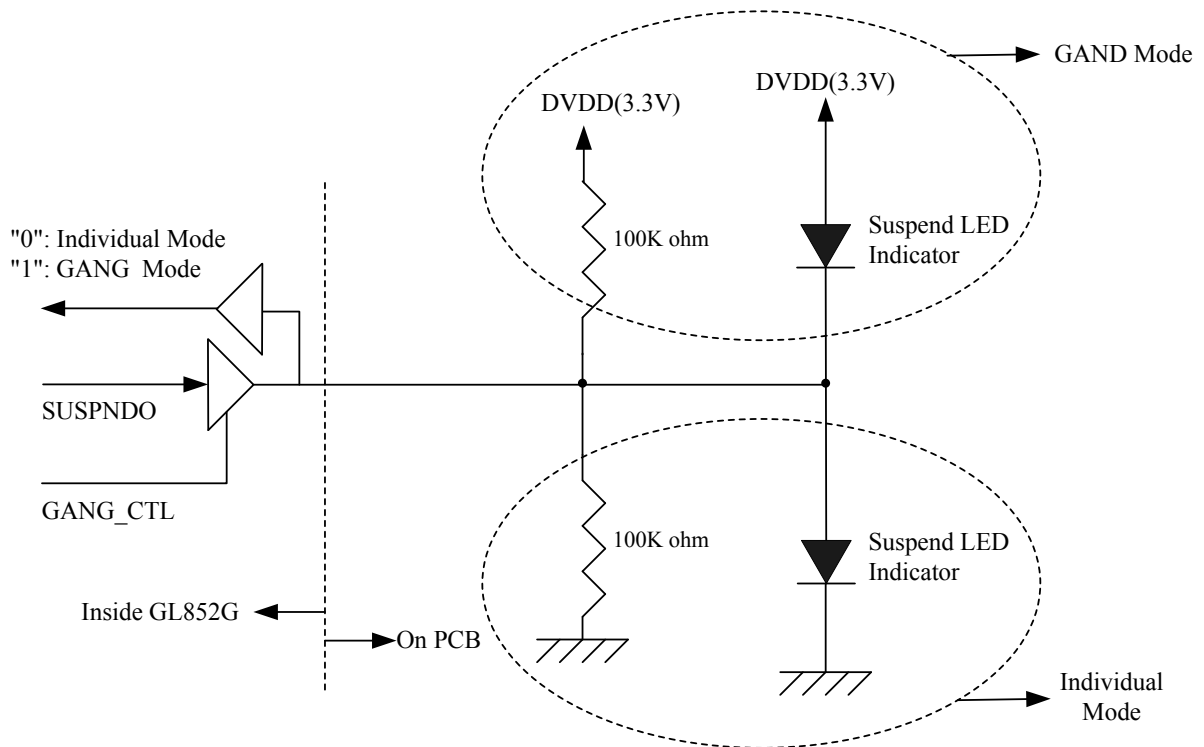 GAND Mode
DVDD(3.3V)
DVDD(3.3V)
"0": Individual Mode
"1": GANG Mode
100K ohm
Suspend LED
Indicator
SUSPNDO
GANG_CTL
100K ohm
Suspend LED
Indicator
Inside GL852G
On PCB
Individual
Mode